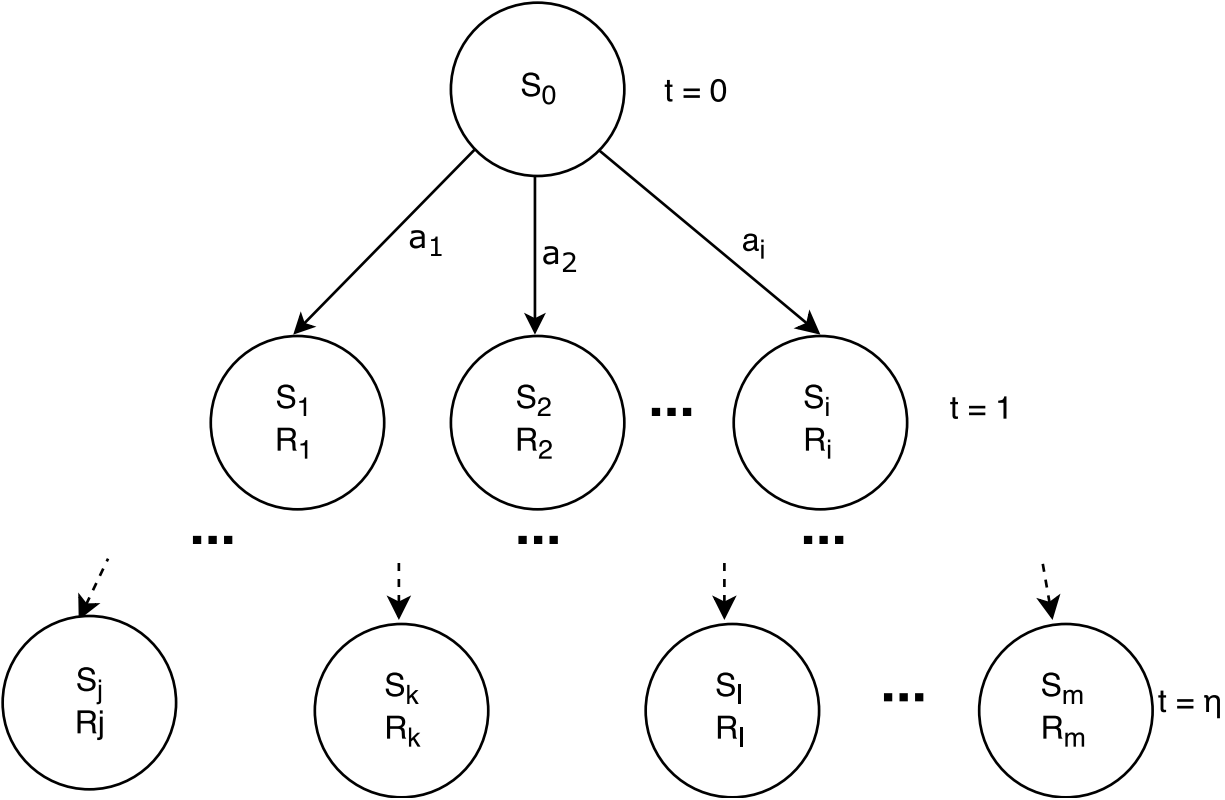 S₀
t = 0
a₁
a₂
aᵢ
S₁
R₁
S₂
R₂
...
Sᵢ
Rᵢ
t = 1
...
...
...
Sⱼ
Rj
Sₖ
Rₖ
Sₗ
Rₗ
...
Sₘ
Rₘ
t = η